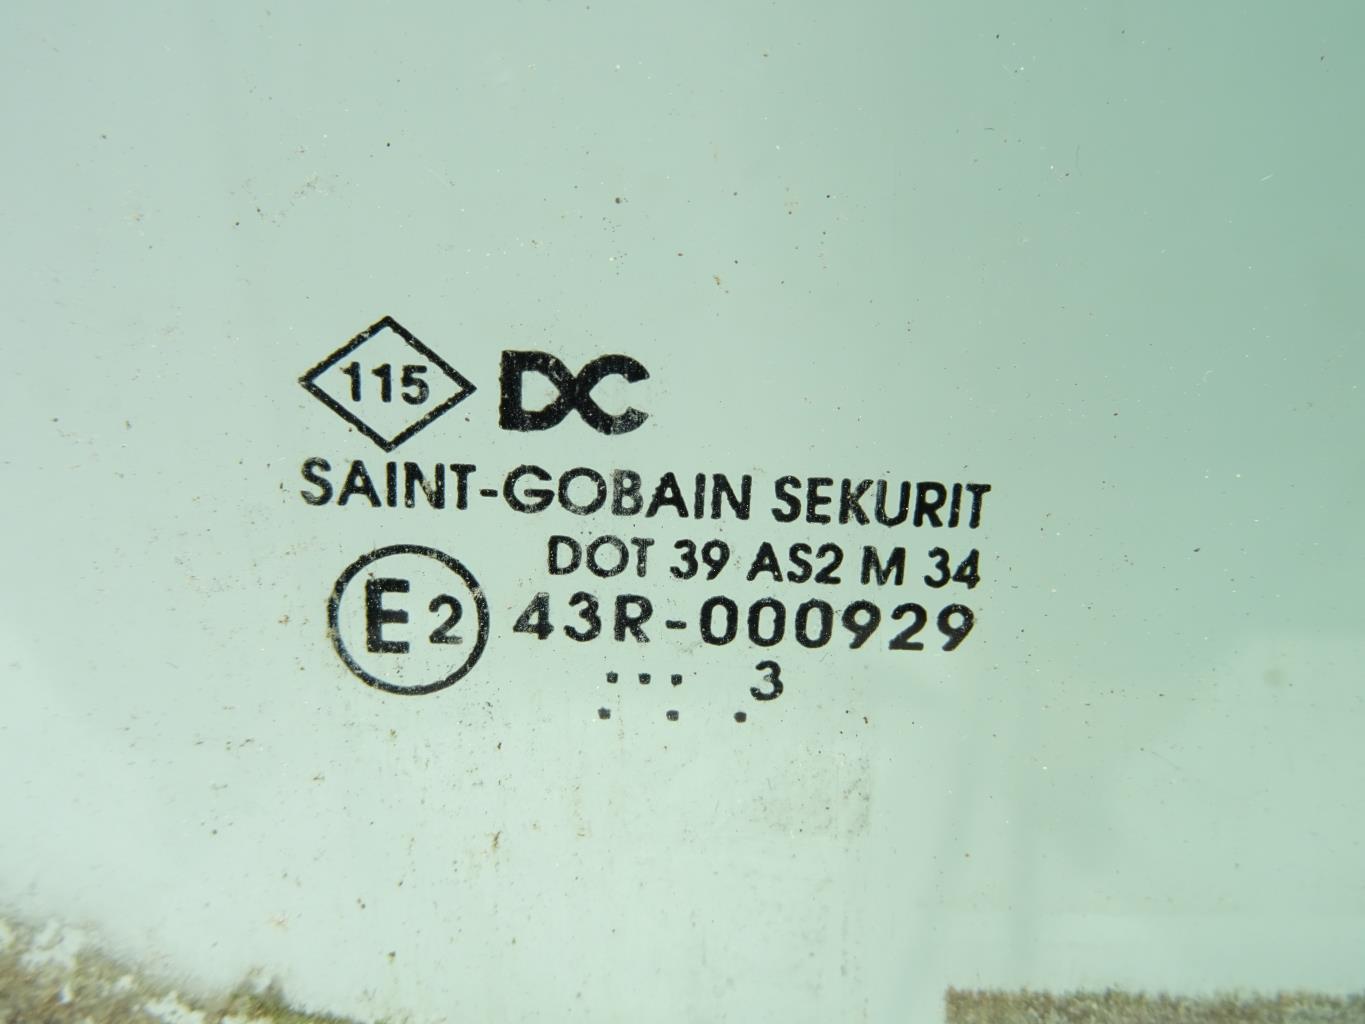 115 DC
SAINT-GOBAIN SEKURIT
DOT 39 AS2 M 34
E2 43R-000929
... 3
. . .